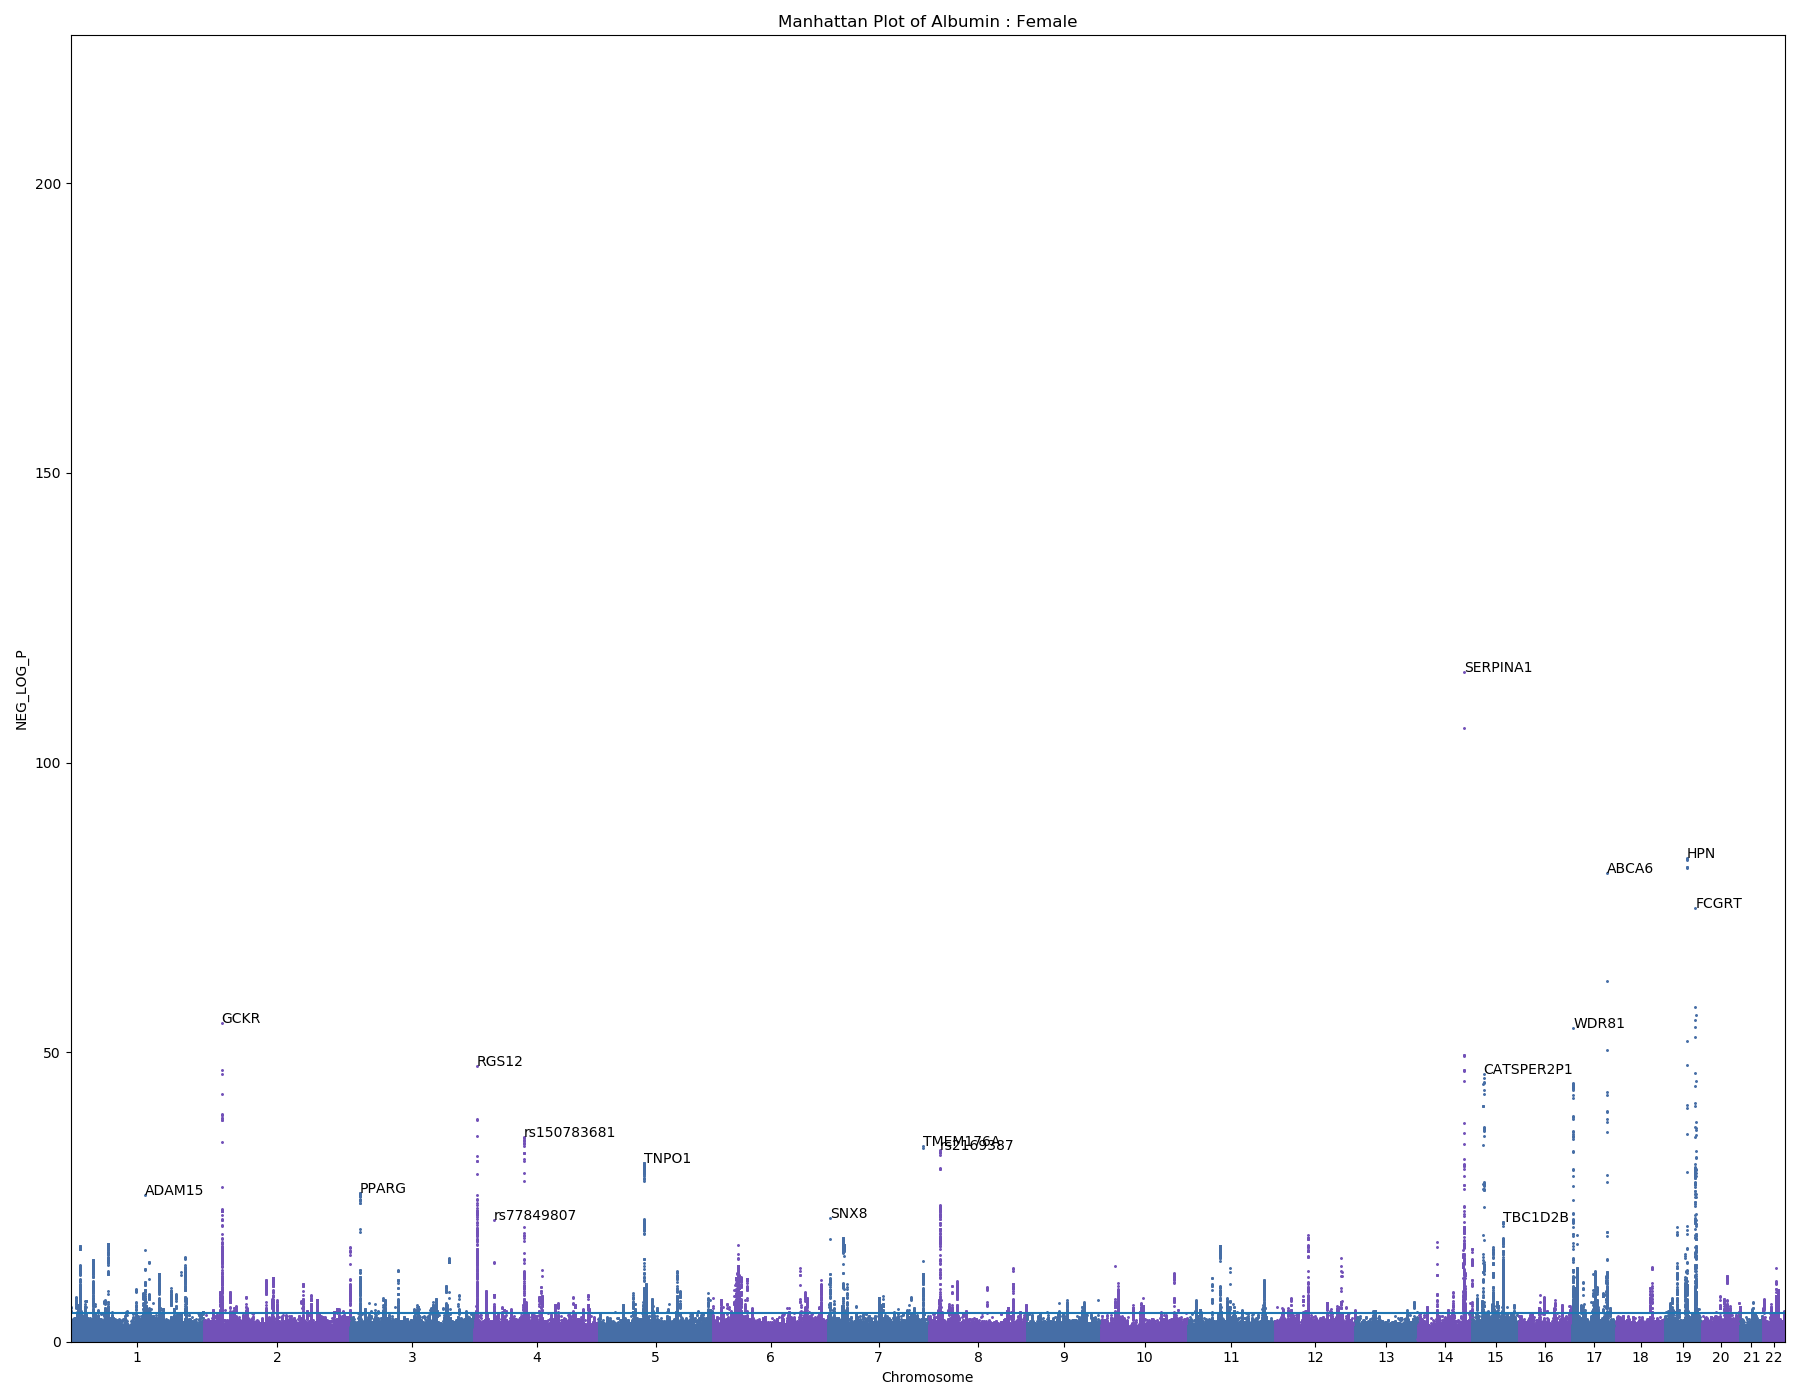 Manhattan Plot of Albumin : Female
200
150
SERPINA1
NEG_LOG_P
100
HPN
ABCA6
FCGRT
GCKR
WDR81
50
RGS12
CATSPER2P1
rs150783681
TMEM176A
rs2169387
TNPO1
ADAM15
PPARG
rs77849807
SNX8
TBC1D2B
0
1 2 3 4 5 6 7 8 9 10 11 12 13 14 15 16 17 18 19 20 21 22
Chromosome